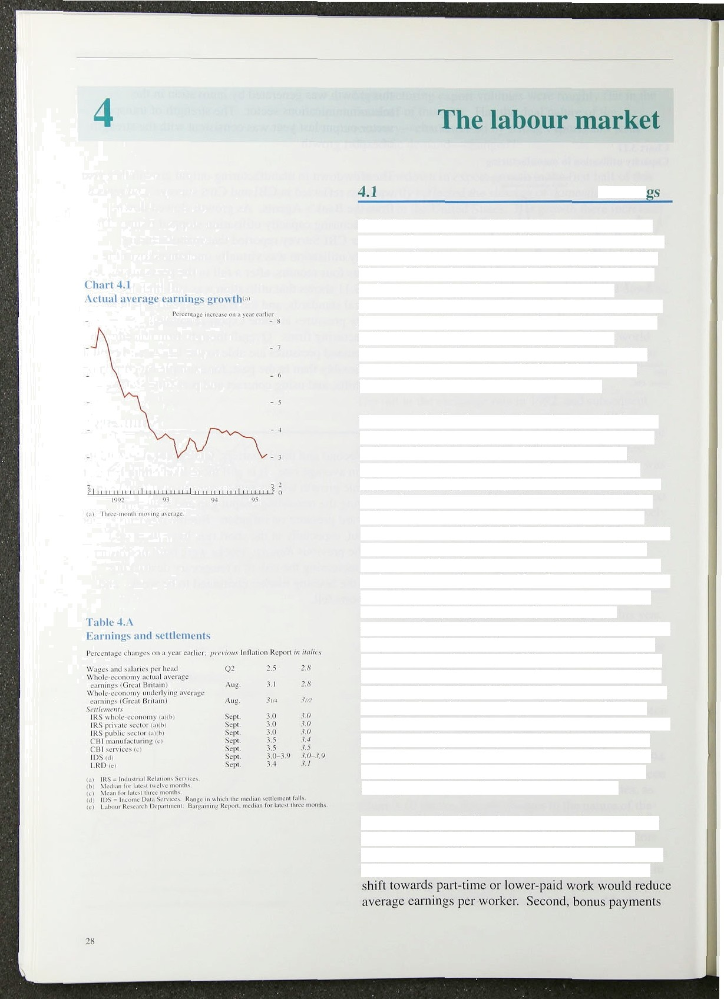 4
The labour market
4.1
gs
Chart 4.1
Actual average earnings growth(a)
Percentage increase on a year earlier
8
7
6
5
4
3
2
0
1992 93 94 95
(a) Three-month moving average.
Table 4.A
Earnings and settlements
Percentage changes on a year earlier; previous Inflation Report in italics
Wages and salaries per head Q2 2.5 2.8
Whole-economy actual average
earnings (Great Britain) Aug. 3.1 2.8
Whole-economy underlying average
earnings (Great Britain) Aug. 3 1/4 3 1/2
Settlements
IRS whole-economy (a)(b) Sept. 3.0 3.0
IRS private sector (a)(b) Sept. 3.0 3.0
IRS public sector (a)(b) Sept. 3.0 3.0
CBI manufacturing (c) Sept. 3.5 3.4
CBI services (c) Sept. 3.5 3.5
IDS (d) Sept. 3.0–3.9 3.0–3.9
LRD (e) Sept. 3.4 3.1
(a) IRS = Industrial Relations Services.
(b) Median for latest twelve months.
(c) Mean for latest three months.
(d) IDS = Income Data Services. Range in which the median settlement falls.
(e) Labour Research Department: Bargaining Report, median for latest three months.
shift towards part-time or lower-paid work would reduce
average earnings per worker. Second, bonus payments
28